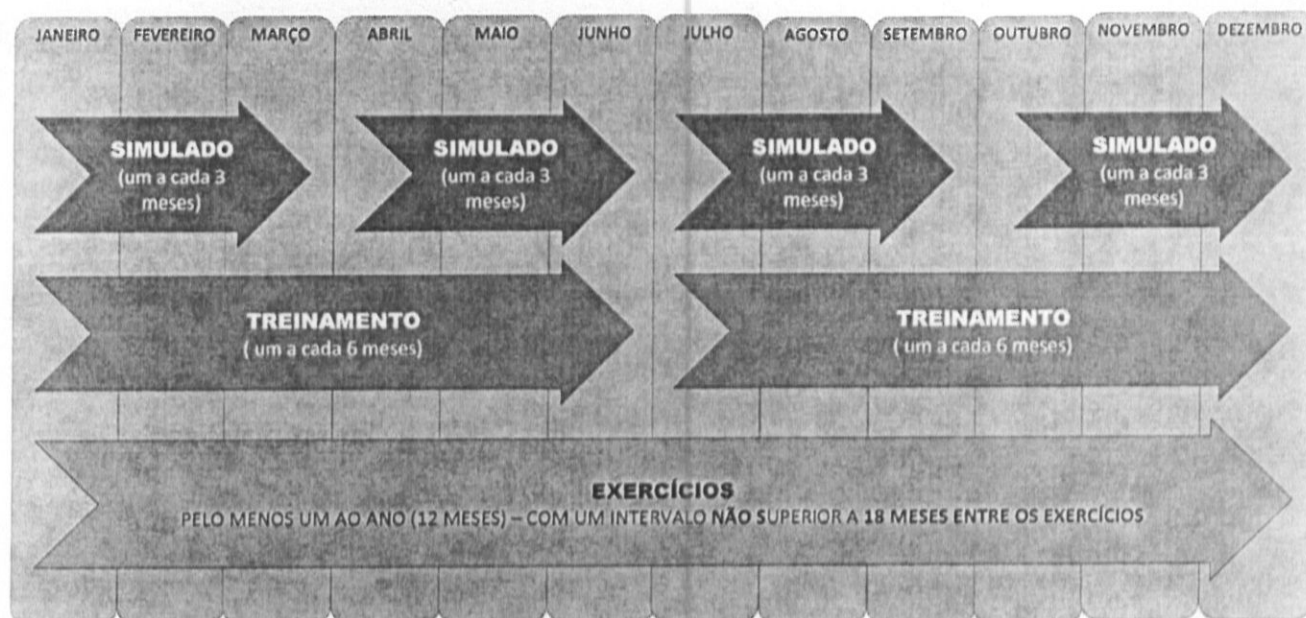 JANEIRO FEVEREIRO MARÇO ABRIL MAIO JUNHO JULHO AGOSTO SETEMBRO OUTUBRO NOVEMBRO DEZEMBRO
SIMULADO
(um a cada 3
meses)
SIMULADO
(um a cada 3
meses)
SIMULADO
(um a cada 3
meses)
SIMULADO
(um a cada 3
meses)
TREINAMENTO
( um a cada 6 meses)
TREINAMENTO
( um a cada 6 meses)
EXERCÍCIOS
PELO MENOS UM AO ANO (12 MESES) – COM UM INTERVALO NÃO SUPERIOR A 18 MESES ENTRE OS EXERCÍCIOS